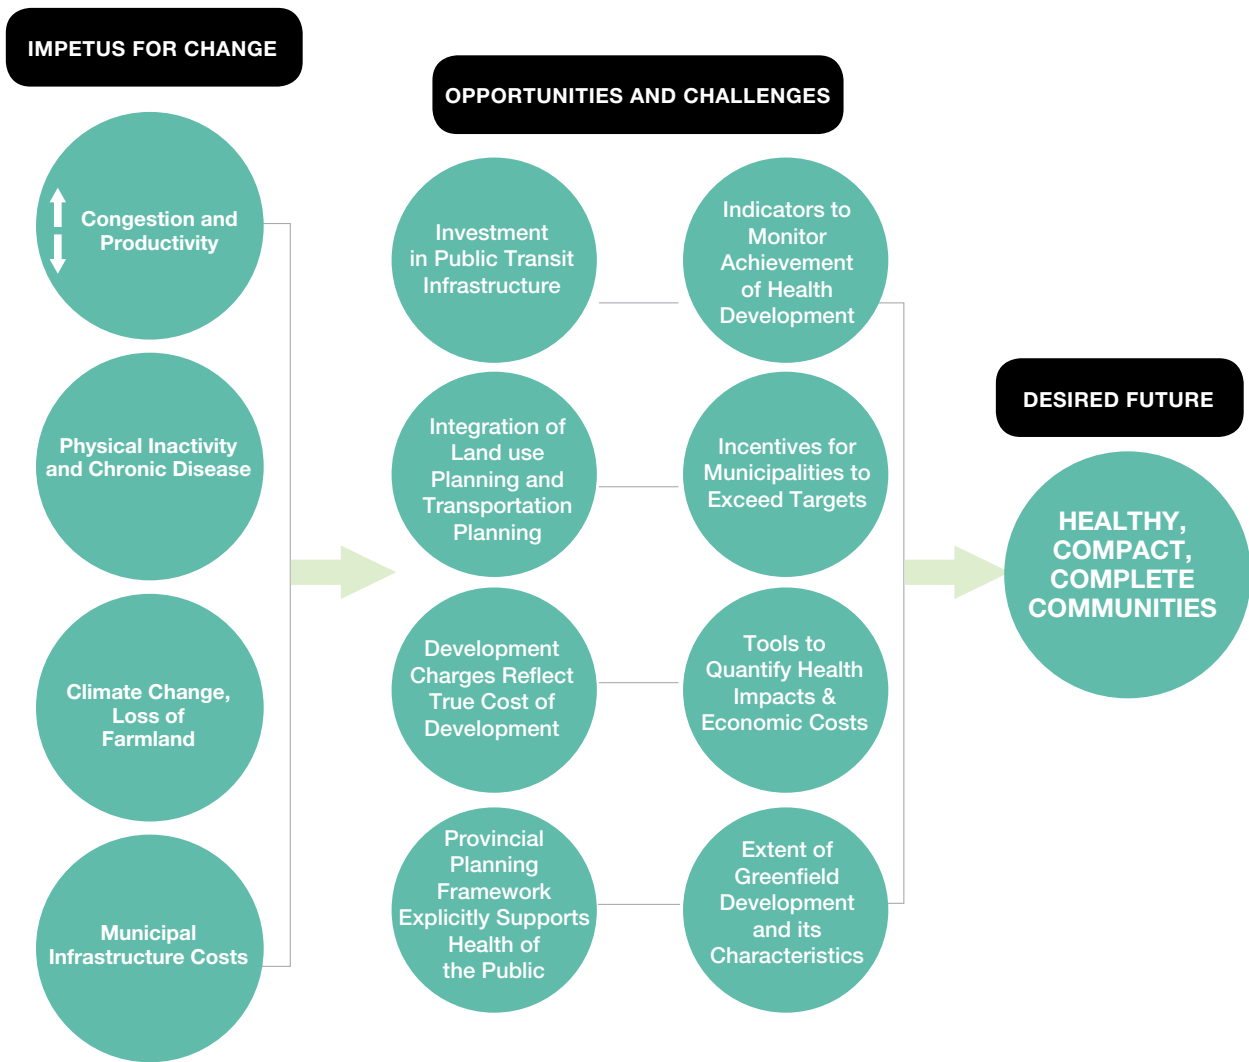 IMPETUS FOR CHANGE
Congestion and
Productivity
Physical Inactivity
and Chronic Disease
Climate Change,
Loss of
Farmland
Municipal
Infrastructure Costs
OPPORTUNITIES AND CHALLENGES
Investment
in Public Transit
Infrastructure
Indicators to
Monitor
Achievement
of Health
Development
Integration of
Land use
Planning and
Transportation
Planning
Incentives for
Municipalities to
Exceed Targets
Development
Charges Reflect
True Cost of
Development
Tools to
Quantify Health
Impacts &
Economic Costs
Provincial
Planning
Framework
Explicitly Supports
Health of
the Public
Extent of
Greenfield
Development
and its
Characteristics
DESIRED FUTURE
HEALTHY,
COMPACT,
COMPLETE
COMMUNITIES